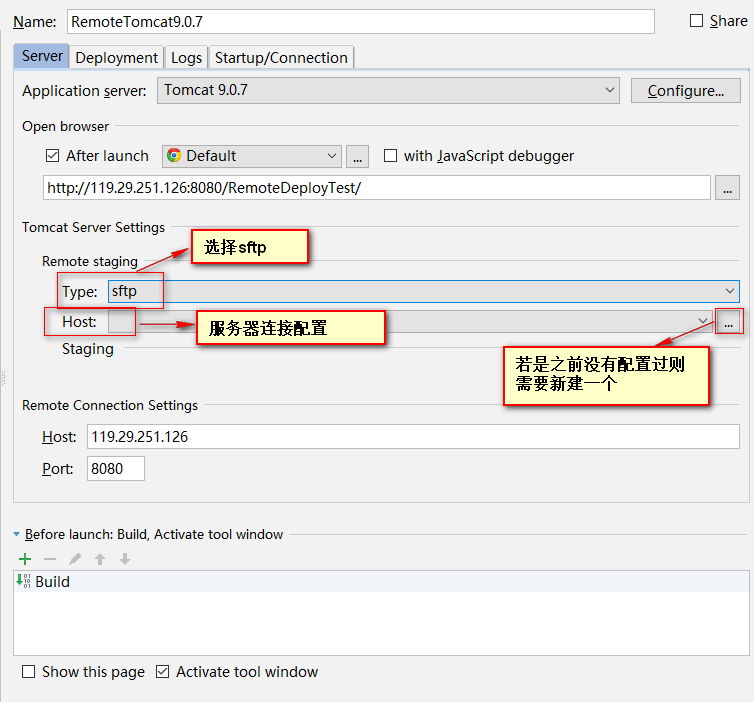 Name: RemoteTomcat9.0.7 Share
Server Deployment Logs Startup/Connection
Application server: Tomcat 9.0.7 Configure...
Open browser
After launch Default ... with JavaScript debugger
http://119.29.251.126:8080/RemoteDeployTest/ ...
Tomcat Server Settings
选择sftp
Remote staging
Type: sftp
Host: 服务器连接配置 ...
Staging
若是之前没有配置过则
需要新建一个
Remote Connection Settings
Host: 119.29.251.126
Port: 8080
Before launch: Build, Activate tool window
Build
Show this page Activate tool window